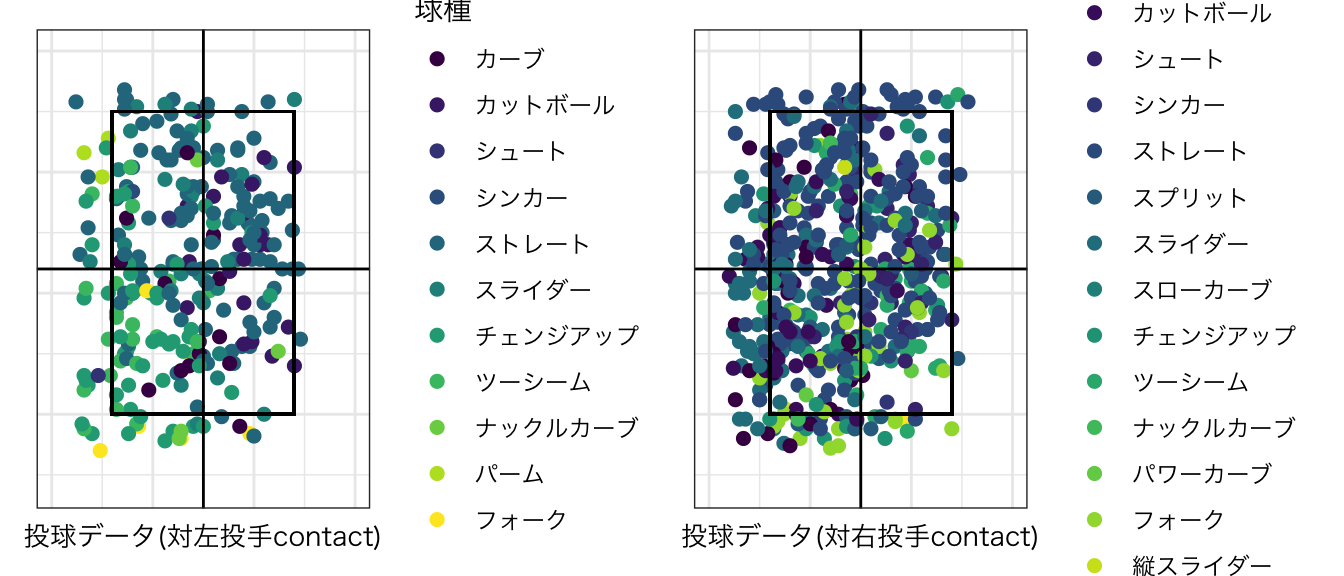 球種
カーブ
カットボール
シュート
シンカー
ストレート
スライダー
チェンジアップ
ツーシーム
ナックルカーブ
パーム
フォーク
投球データ(対左投手contact)
カットボール
シュート
シンカー
ストレート
スプリット
スライダー
スローカーブ
チェンジアップ
ツーシーム
ナックルカーブ
パワーカーブ
フォーク
縦スライダー
投球データ(対右投手contact)